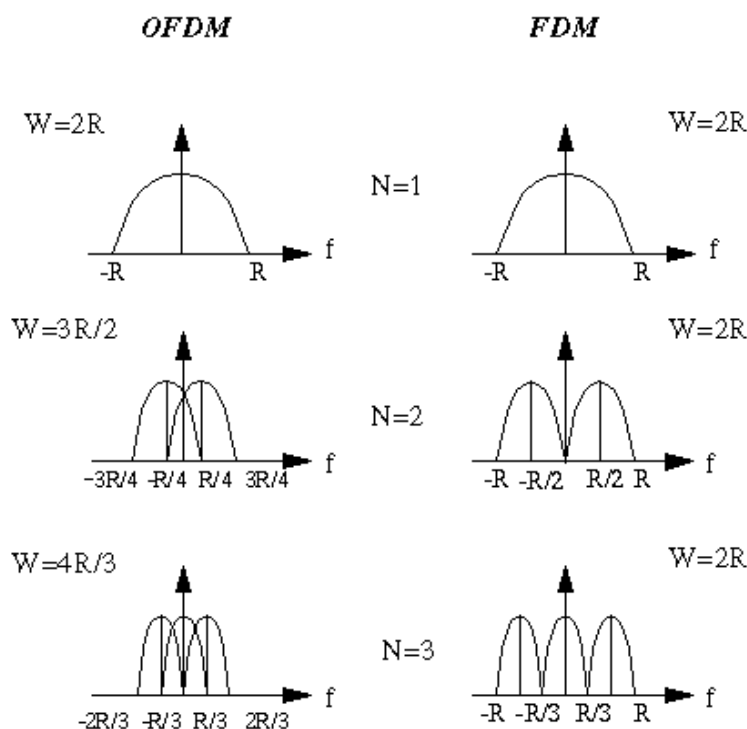 OFDM FDM
W=2R W=2R
N=1
f f
-R R -R R
W=3R/2 W=2R
N=2
f f
-3R/4 -R/4 R/4 3R/4 -R -R/2 R/2 R
W=4R/3 W=2R
N=3
f f
-2R/3 -R/3 R/3 2R/3 -R -R/3 R/3 R